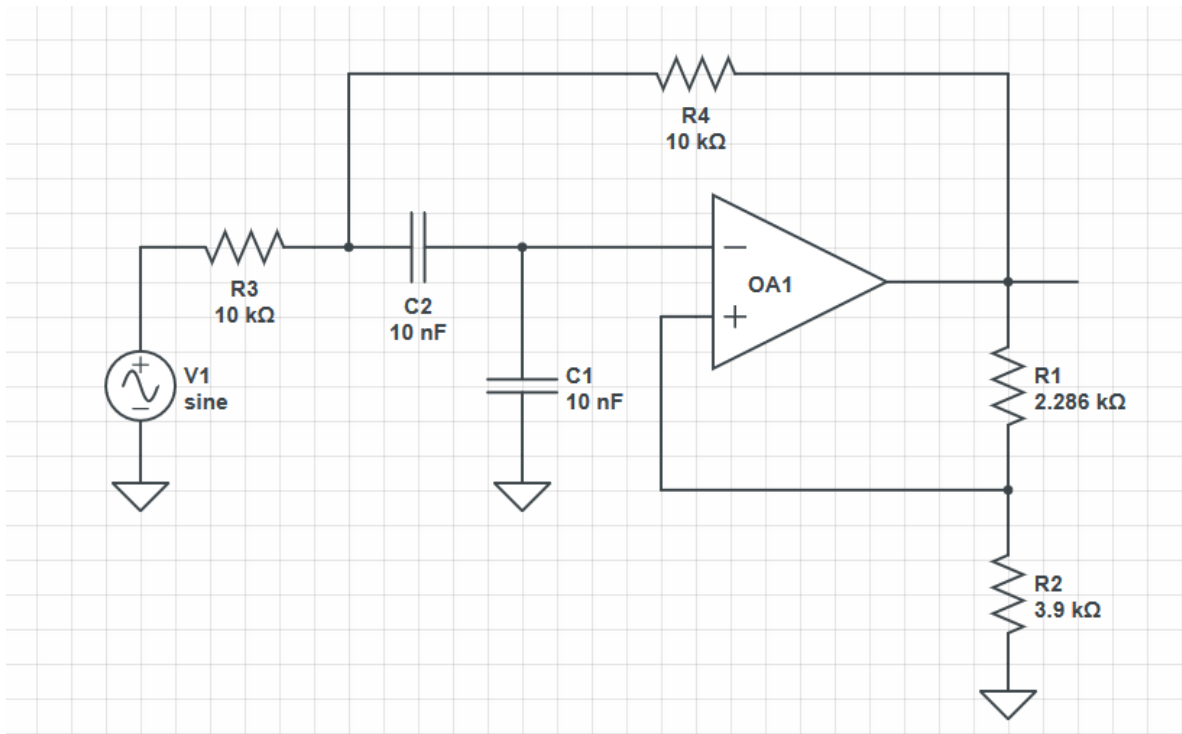 R4
10 kΩ
R3
10 kΩ
C2
10 nF
−
OA1
+
V1
sine
C1
10 nF
R1
2.286 kΩ
R2
3.9 kΩ